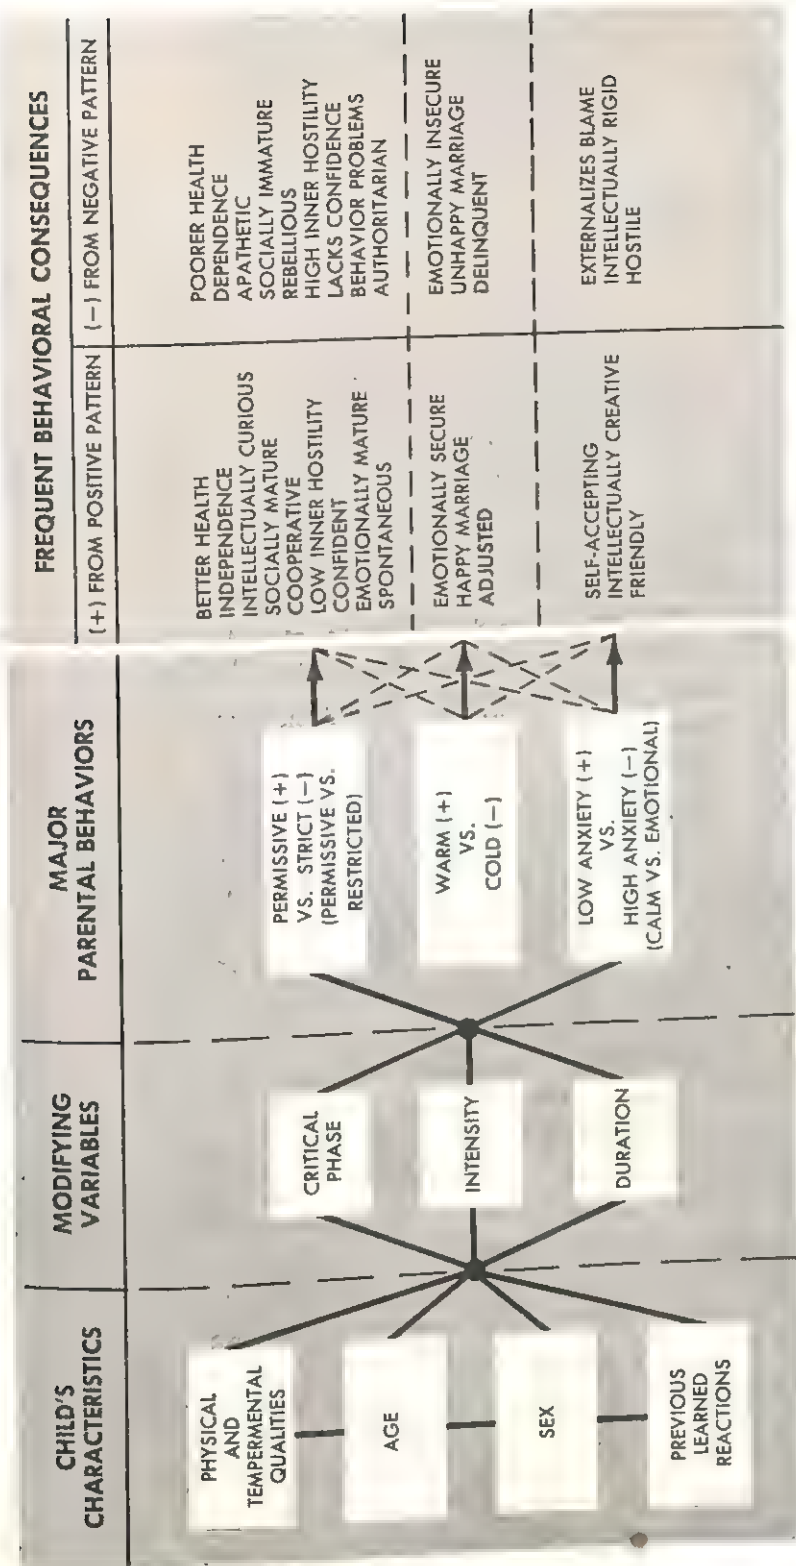 CHILD'S
CHARACTERISTICS
MODIFYING
VARIABLES
MAJOR
PARENTAL BEHAVIORS
FREQUENT BEHAVIORAL CONSEQUENCES
(+) FROM POSITIVE PATTERN
(−) FROM NEGATIVE PATTERN
PHYSICAL
AND
TEMPERMENTAL
QUALITIES
AGE
SEX
PREVIOUS
LEARNED
REACTIONS
CRITICAL
PHASE
INTENSITY
DURATION
PERMISSIVE (+)
VS. STRICT (−)
(PERMISSIVE VS.
RESTRICTED)
WARM (+)
VS.
COLD (−)
LOW ANXIETY (+)
VS.
HIGH ANXIETY (−)
(CALM VS. EMOTIONAL)
BETTER HEALTH
INDEPENDENCE
INTELLECTUALLY CURIOUS
SOCIALLY MATURE
COOPERATIVE
LOW INNER HOSTILITY
CONFIDENT
EMOTIONALLY MATURE
SPONTANEOUS
POORER HEALTH
DEPENDENCE
APATHETIC
SOCIALLY IMMATURE
REBELLIOUS
HIGH INNER HOSTILITY
LACKS CONFIDENCE
BEHAVIOR PROBLEMS
AUTHORITARIAN
EMOTIONALLY SECURE
HAPPY MARRIAGE
ADJUSTED
EMOTIONALLY INSECURE
UNHAPPY MARRIAGE
DELINQUENT
SELF-ACCEPTING
INTELLECTUALLY CREATIVE
FRIENDLY
EXTERNALIZES BLAME
INTELLECTUALLY RIGID
HOSTILE